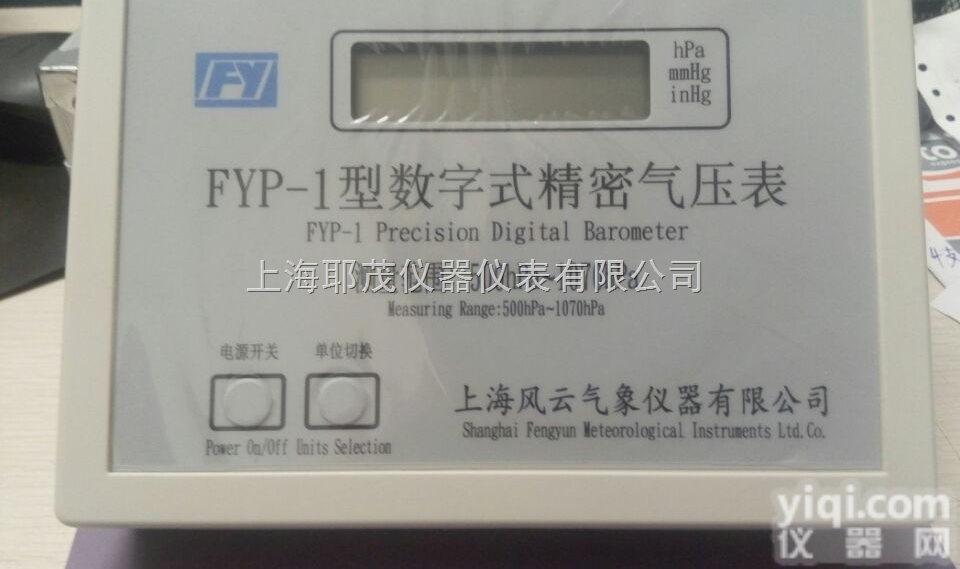 FY
hPa
mmHg
inHg
CO
FYP-1型数字式精密气压表
FYP-1 Precision Digital Barometer
上海耶茂仪器仪表有限公司
Measuring Range:500hPa~1070hPa
电源开关 单位切换
上海风云气象仪器有限公司
Shanghai Fengyun Meteorological Instruments Ltd.Co.
Power On/Off Units Selection
yiqi.com
仪器网